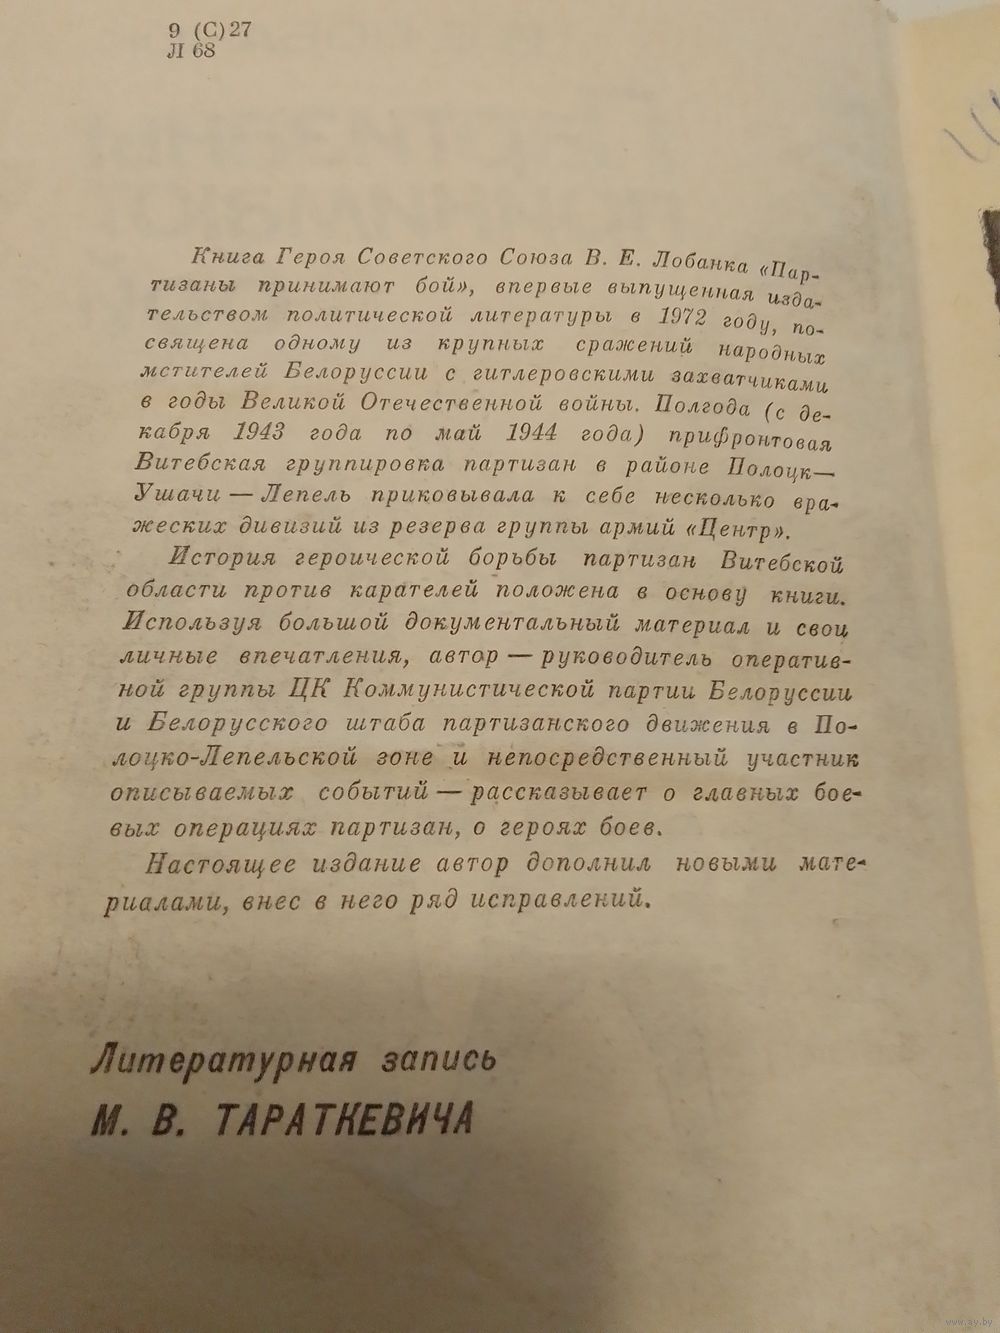 9 (С)27
Л 68
Книга Героя Советского Союза В. Е. Лобанка «Пар-
тизаны принимают бой», впервые выпущенная изда-
тельством политической литературы в 1972 году, по-
священа одному из крупных сражений народных
мстителей Белоруссии с гитлеровскими захватчиками
в годы Великой Отечественной войны. Полгода (с де-
кабря 1943 года по май 1944 года) прифронтовая
Витебская группировка партизан в районе Полоцк—
Ушачи — Лепель приковывала к себе несколько вра-
жеских дивизий из резерва группы армий «Центр».
История героической борьбы партизан Витебской
области против карателей положена в основу книги.
Используя большой документальный материал и свои
личные впечатления, автор — руководитель оператив-
ной группы ЦК Коммунистической партии Белоруссии
и Белорусского штаба партизанского движения в По-
лоцко-Лепельской зоне и непосредственный участник
описываемых событий — рассказывает о главных бое-
вых операциях партизан, о героях боев.
Настоящее издание автор дополнил новыми мате-
риалами, внес в него ряд исправлений.
Литературная запись
М. В. ТАРАТКЕВИЧА
www.ay.by